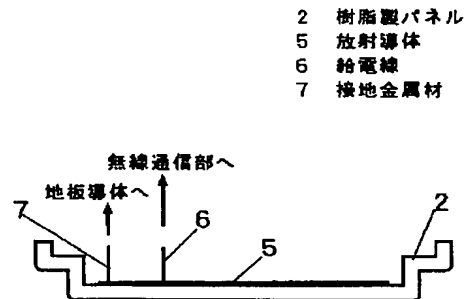 2 樹脂製パネル
5 放射導体
6 給電線
7 接地金属材
無線通信部へ
地板導体へ
7
6
5
2